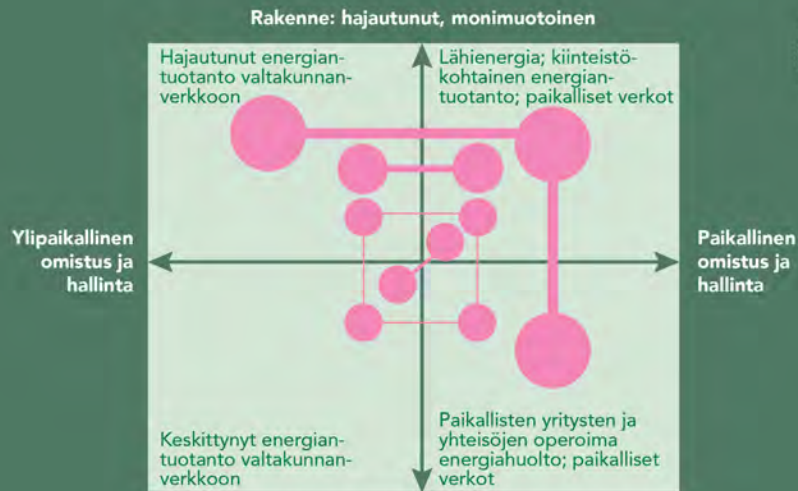 Rakenne: hajautunut, monimuotoinen
Hajautunut energian-
tuotanto valtakunnan-
verkkoon
Lähienergia; kiinteistö-
kohtainen energian-
tuotanto; paikalliset verkot
Ylipaikallinen
omistus ja
hallinta
Paikallinen
omistus ja
hallinta
Keskittynyt energian-
tuotanto valtakunnan-
verkkoon
Paikallisten yritysten ja
yhteisöjen operoima
energiahuolto; paikalliset
verkot